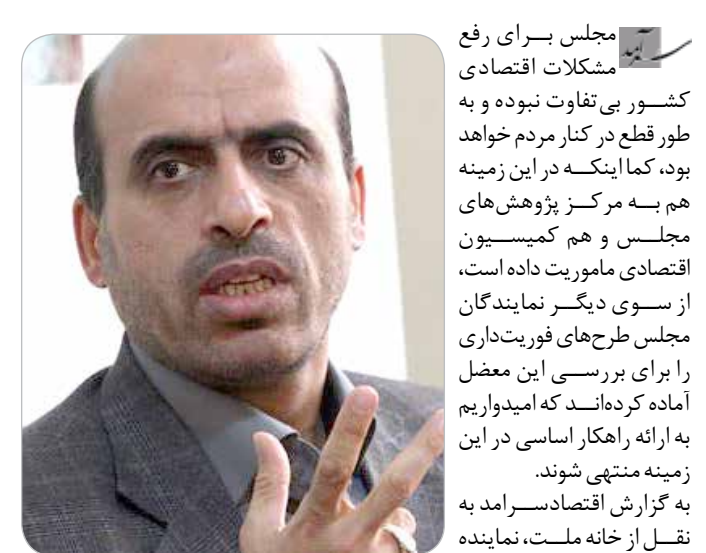 سرآمد
مجلس برای رفع
مشکلات اقتصادی
کشور بی‌تفاوت نبوده و به
طور قطع در کنار مردم خواهد
بود، کما اینکه در این زمینه
هم به مرکز پژوهش‌های
مجلس و هم کمیسیون
اقتصادی ماموریت داده است،
از سوی دیگر نمایندگان
مجلس طرح‌های فوریت‌داری
را برای بررسی این معضل
آماده کرده‌اند که امیدواریم
به ارائه راهکار اساسی در این
زمینه منتهی شوند.
به گزارش اقتصادسرامد به
نقل از خانه ملت، نماینده